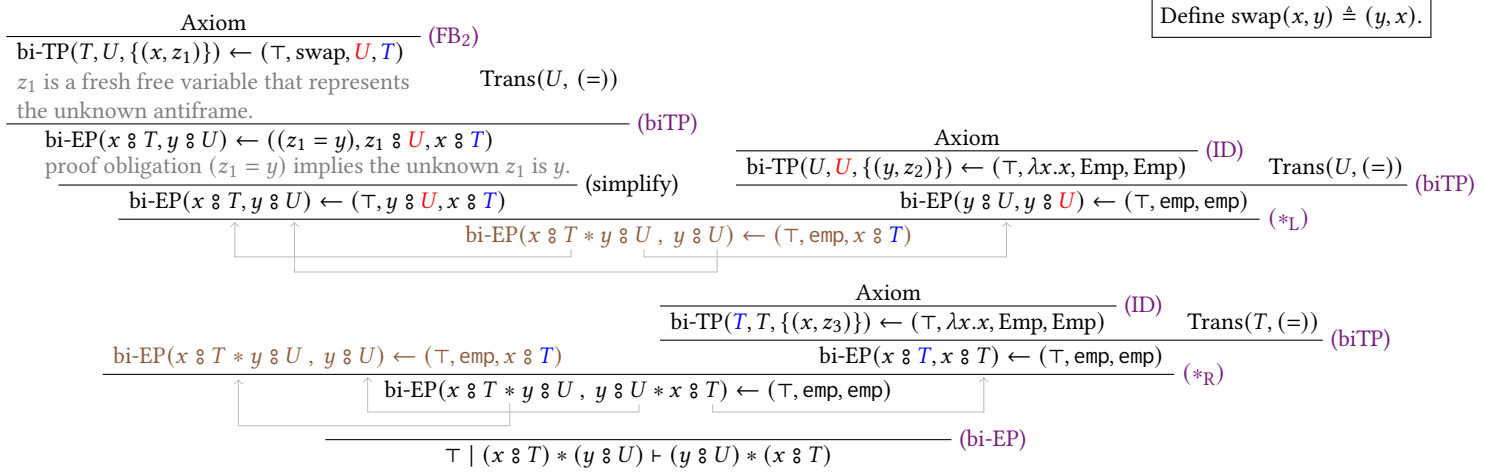 Define swap(x, y) ≜ (y, x).
Axiom
bi-TP(T, U, {(x, z₁)}) ← (⊤, swap, U, T) (FB₂)
z₁ is a fresh free variable that represents
the unknown antiframe.
Trans(U, (=))
(biTP)
bi-EP(x ⦂ T, y ⦂ U) ← ((z₁ = y), z₁ ⦂ U, x ⦂ T)
proof obligation (z₁ = y) implies the unknown z₁ is y.
(simplify)
bi-EP(x ⦂ T, y ⦂ U) ← (⊤, y ⦂ U, x ⦂ T)
Axiom
(ID)
bi-TP(U, U, {(y, z₂)}) ← (⊤, λx.x, Emp, Emp) Trans(U, (=))
(biTP)
bi-EP(y ⦂ U, y ⦂ U) ← (⊤, emp, emp)
(∗L)
bi-EP(x ⦂ T ∗ y ⦂ U , y ⦂ U) ← (⊤, emp, x ⦂ T)
Axiom
(ID)
bi-TP(T, T, {(x, z₃)}) ← (⊤, λx.x, Emp, Emp) Trans(T, (=))
(biTP)
bi-EP(x ⦂ T ∗ y ⦂ U , y ⦂ U) ← (⊤, emp, x ⦂ T) bi-EP(x ⦂ T, x ⦂ T) ← (⊤, emp, emp)
(∗R)
bi-EP(x ⦂ T ∗ y ⦂ U , y ⦂ U ∗ x ⦂ T) ← (⊤, emp, emp)
(bi-EP)
⊤ | (x ⦂ T) ∗ (y ⦂ U) ⊢ (y ⦂ U) ∗ (x ⦂ T)